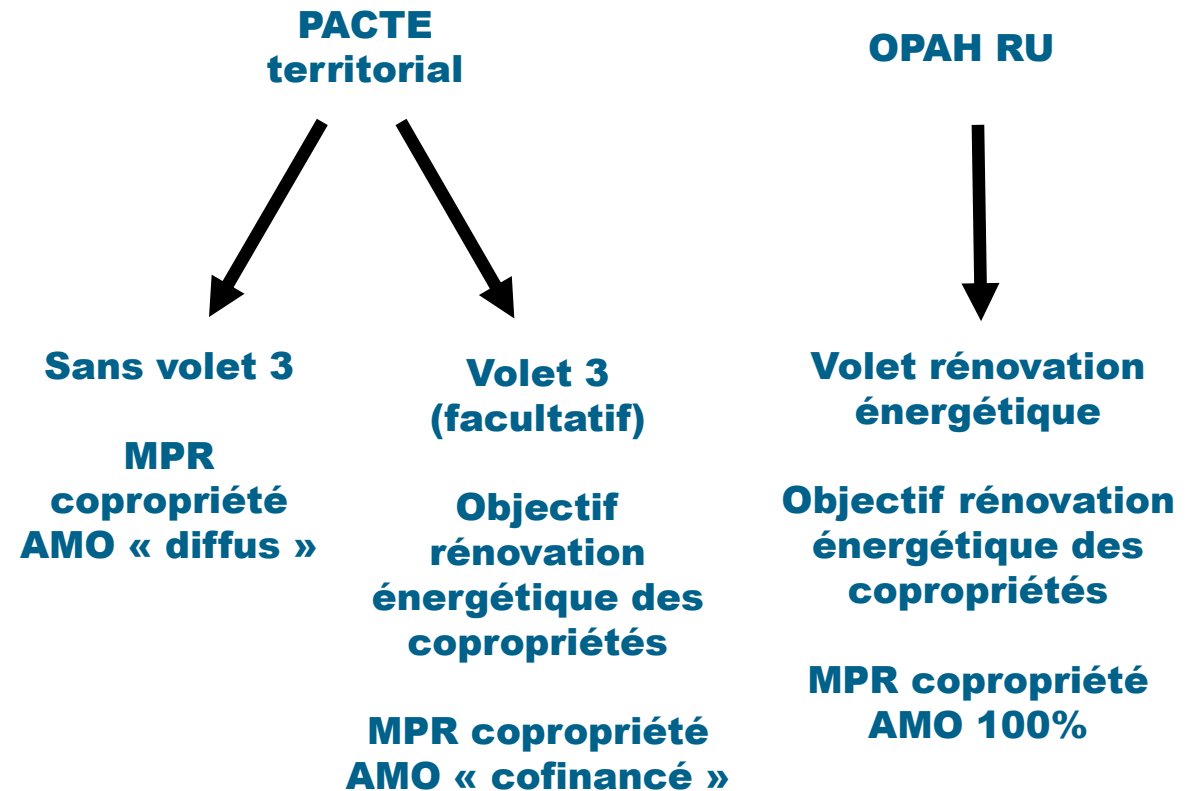 PACTE
territorial
OPAH RU
Sans volet 3
MPR
copropriété
AMO « diffus »
Volet 3
(facultatif)
Objectif
rénovation
énergétique des
copropriétés
MPR copropriété
AMO « cofinancé »
Volet rénovation
énergétique
Objectif rénovation
énergétique des
copropriétés
MPR copropriété
AMO 100%